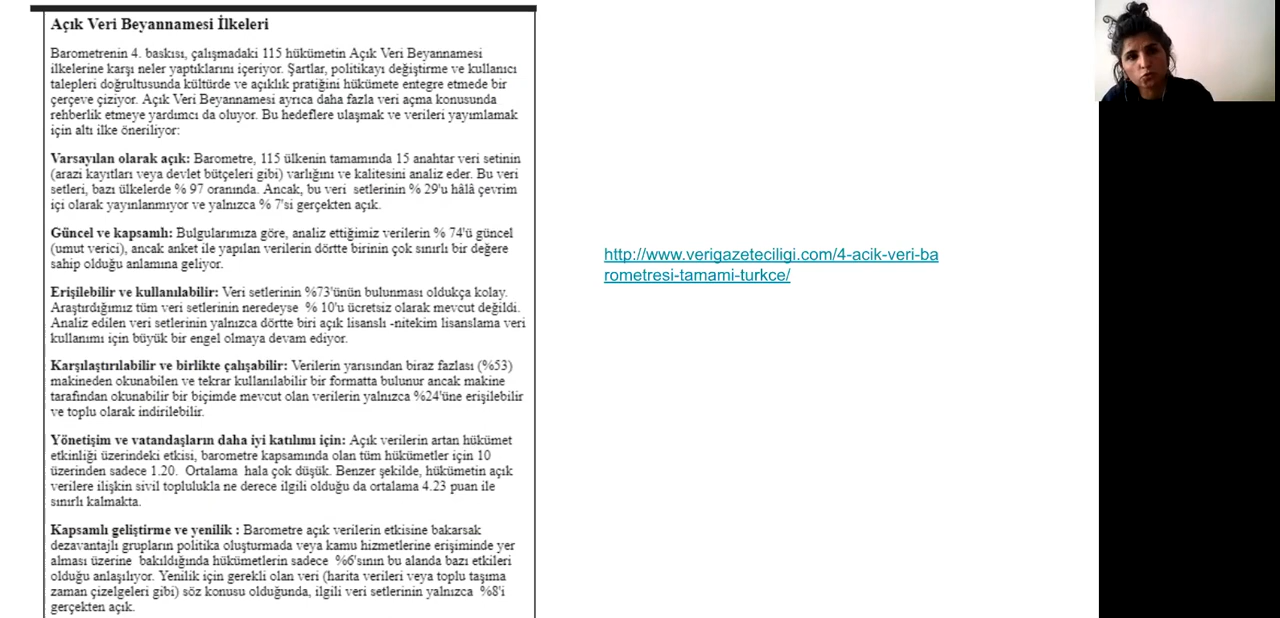 Açık Veri Beyannamesi İlkeleri
Barometrenin 4. baskısı, çalışmadaki 115 hükümetin Açık Veri Beyannamesi
ilkelerine karşı neler yaptıklarını içeriyor. Şartlar, politikayı değiştirme ve kullanıcı
talepleri doğrultusunda kültürde ve açıklık pratiğini hükümete entegre etmede bir
çerçeve çiziyor. Açık Veri Beyannamesi ayrıca daha fazla veri açma konusunda
rehberlik etmeye yardımcı da oluyor. Bu hedeflere ulaşmak ve verileri yayımlamak
için altı ilke öneriliyor:
Varsayılan olarak açık: Barometre, 115 ülkenin tamamında 15 anahtar veri setinin
(arazi kayıtları veya devlet bütçeleri gibi) varlığını ve kalitesini analiz eder. Bu veri
setleri, bazı ülkelerde % 97 oranında. Ancak, bu veri setlerinin % 29'u hâlâ çevrim
içi olarak yayınlanmıyor ve yalnızca % 7'si gerçekten açık.
Güncel ve kapsamlı: Bulgularımıza göre, analiz ettiğimiz verilerin % 74'ü güncel
(umut verici), ancak anket ile yapılan verilerin dörtte birinin çok sınırlı bir değere
sahip olduğu anlamına geliyor.
Erişilebilir ve kullanılabilir: Veri setlerinin %73'ünün bulunması oldukça kolay.
Araştırdığımız tüm veri setlerinin neredeyse % 10'u ücretsiz olarak mevcut değildi.
Analiz edilen veri setlerinin yalnızca dörtte biri açık lisanslı -nitekim lisanslama veri
kullanımı için büyük bir engel olmaya devam ediyor.
Karşılaştırılabilir ve birlikte çalışabilir: Verilerin yarısından biraz fazlası (%53)
makineden okunabilen ve tekrar kullanılabilir bir formatta bulunur ancak makine
tarafından okunabilir bir biçimde mevcut olan verilerin yalnızca %24'üne erişilebilir
ve toplu olarak indirilebilir.
Yönetişim ve vatandaşların daha iyi katılımı için: Açık verilerin artan hükümet
etkinliği üzerindeki etkisi, barometre kapsamında olan tüm hükümetler için 10
üzerinden sadece 1.20. Ortalama hala çok düşük. Benzer şekilde, hükümetin açık
verilere ilişkin sivil toplulukla ne derece ilgili olduğu da ortalama 4.23 puan ile
sınırlı kalmakta.
Kapsamlı geliştirme ve yenilik : Barometre açık verilerin etkisine bakarsak
dezavantajlı grupların politika oluşturmada veya kamu hizmetlerine erişiminde yer
alması üzerine bakıldığında hükümetlerin sadece %6'sının bu alanda bazı etkileri
olduğu anlaşılıyor. Yenilik için gerekli olan veri (harita verileri veya toplu taşıma
zaman çizelgeleri gibi) söz konusu olduğunda, ilgili veri setlerinin yalnızca %8'i
gerçekten açık.
http://www.verigazeteciligi.com/4-acik-veri-ba
rometresi-tamami-turkce/